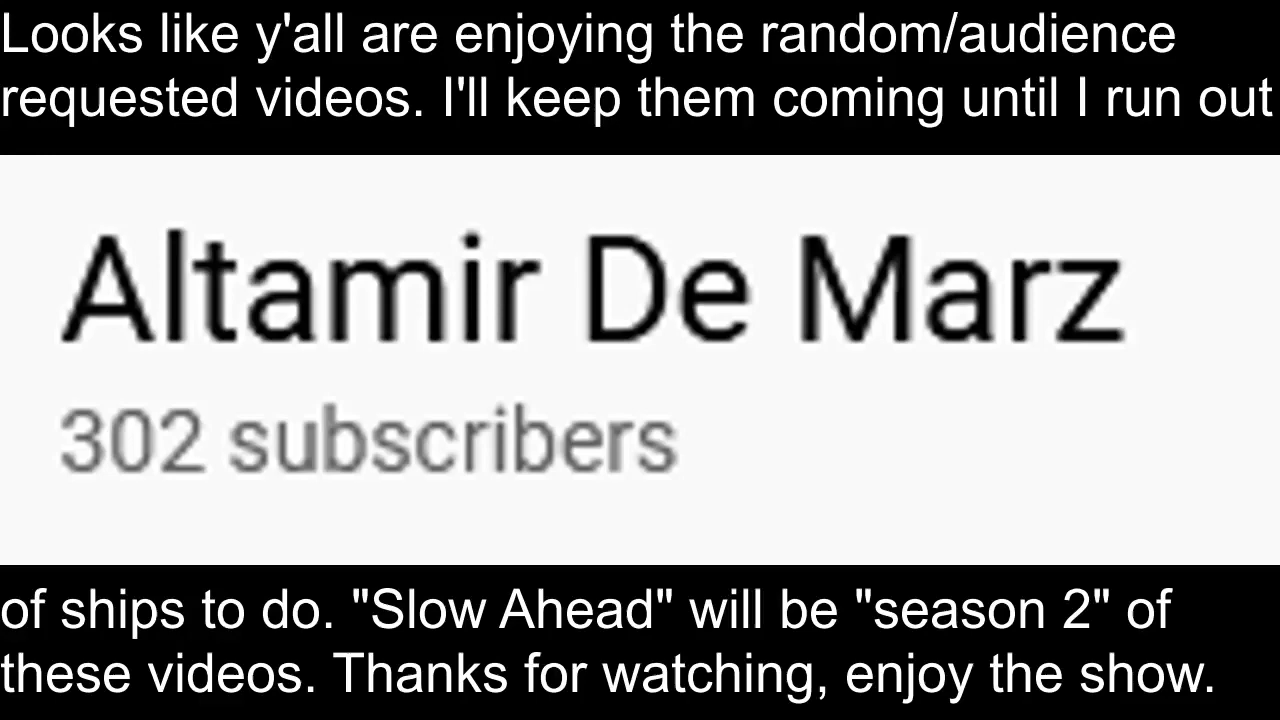 Looks like y'all are enjoying the random/audience
requested videos. I'll keep them coming until I run out
Altamir De Marz
302 subscribers
of ships to do. "Slow Ahead" will be "season 2" of
these videos. Thanks for watching, enjoy the show.